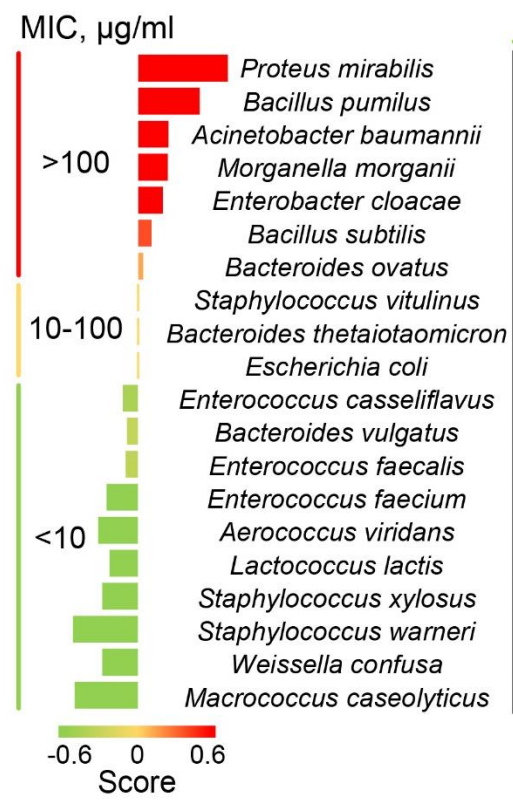 MIC, µg/ml
>100
Proteus mirabilis
Bacillus pumilus
Acinetobacter baumannii
Morganella morganii
Enterobacter cloacae
Bacillus subtilis
Bacteroides ovatus
10-100
Staphylococcus vitulinus
Bacteroides thetaiotaomicron
Escherichia coli
<10
Enterococcus casseliflavus
Bacteroides vulgatus
Enterococcus faecalis
Enterococcus faecium
Aerococcus viridans
Lactococcus lactis
Staphylococcus xylosus
Staphylococcus warneri
Weissella confusa
Macrococcus caseolyticus
-0.6 0 0.6
Score